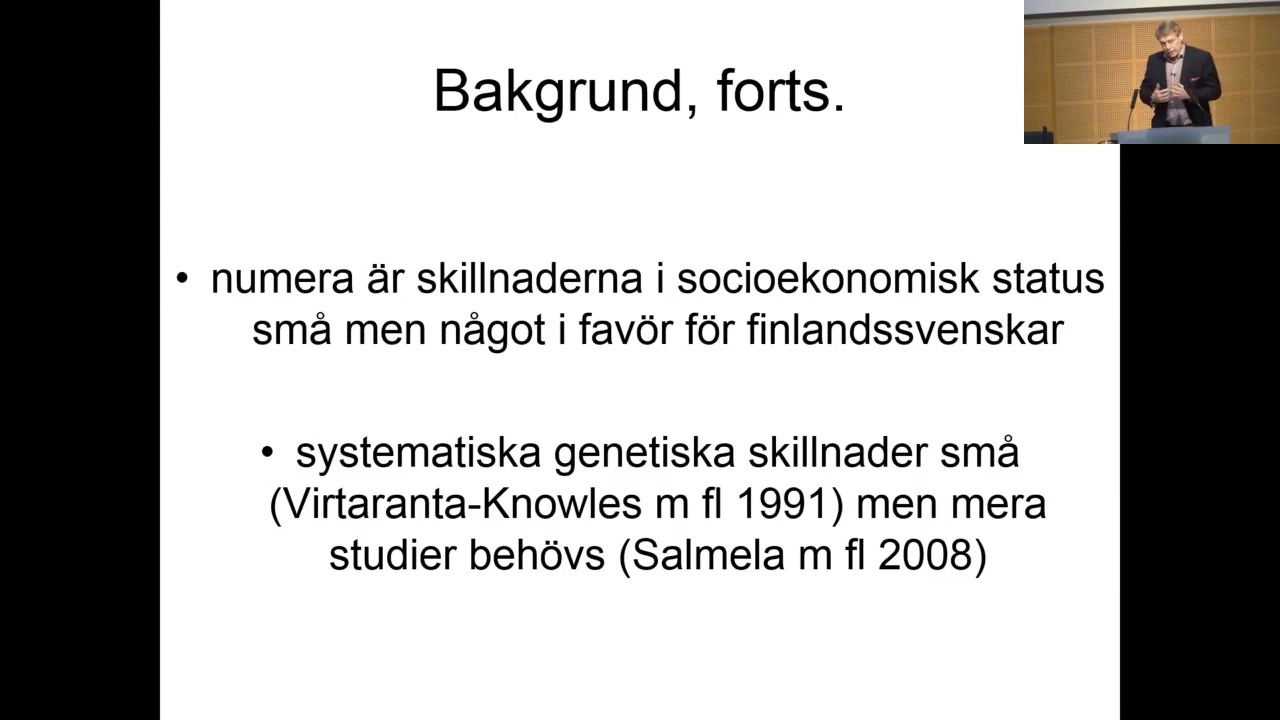 Bakgrund, forts.
• numera är skillnaderna i socioekonomisk status
små men något i favör för finlandssvenskar
• systematiska genetiska skillnader små
(Virtaranta-Knowles m fl 1991) men mera
studier behövs (Salmela m fl 2008)